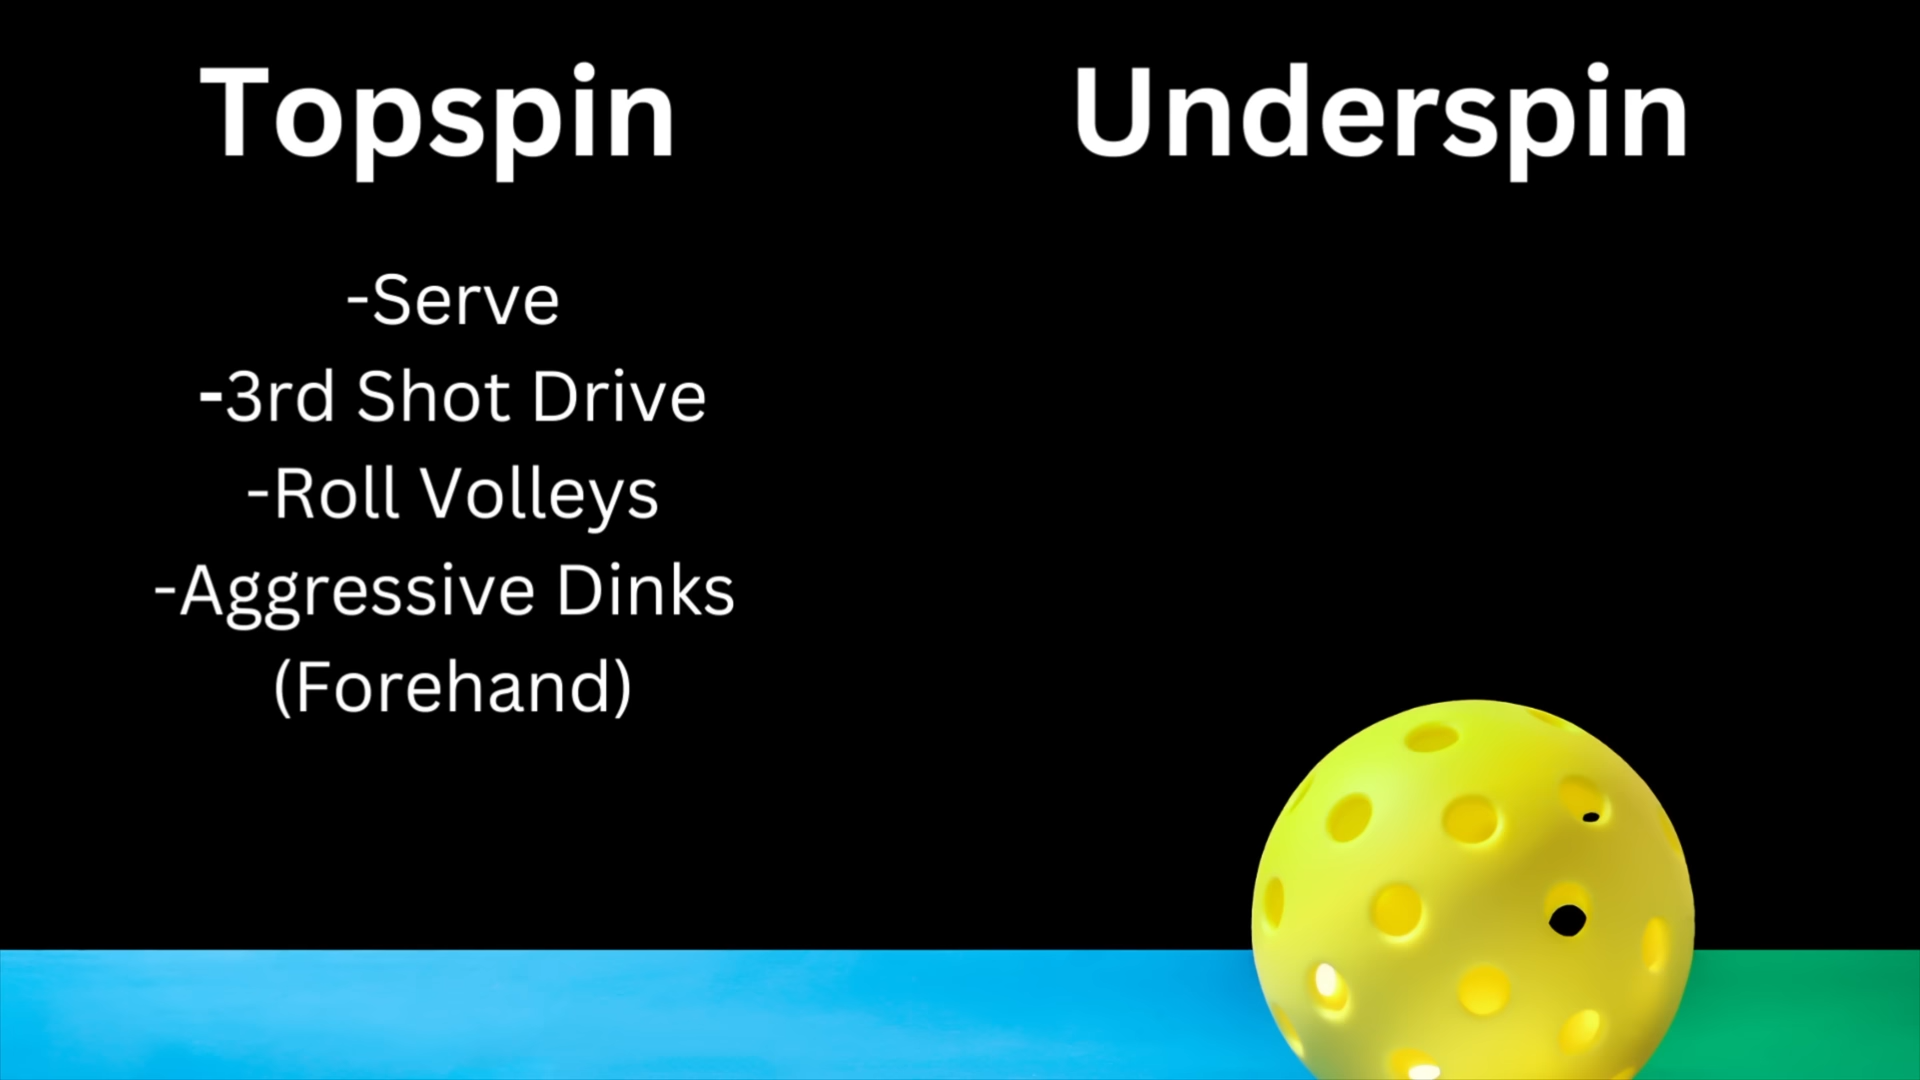 Topspin
-Serve
-3rd Shot Drive
-Roll Volleys
-Aggressive Dinks
(Forehand)
Underspin